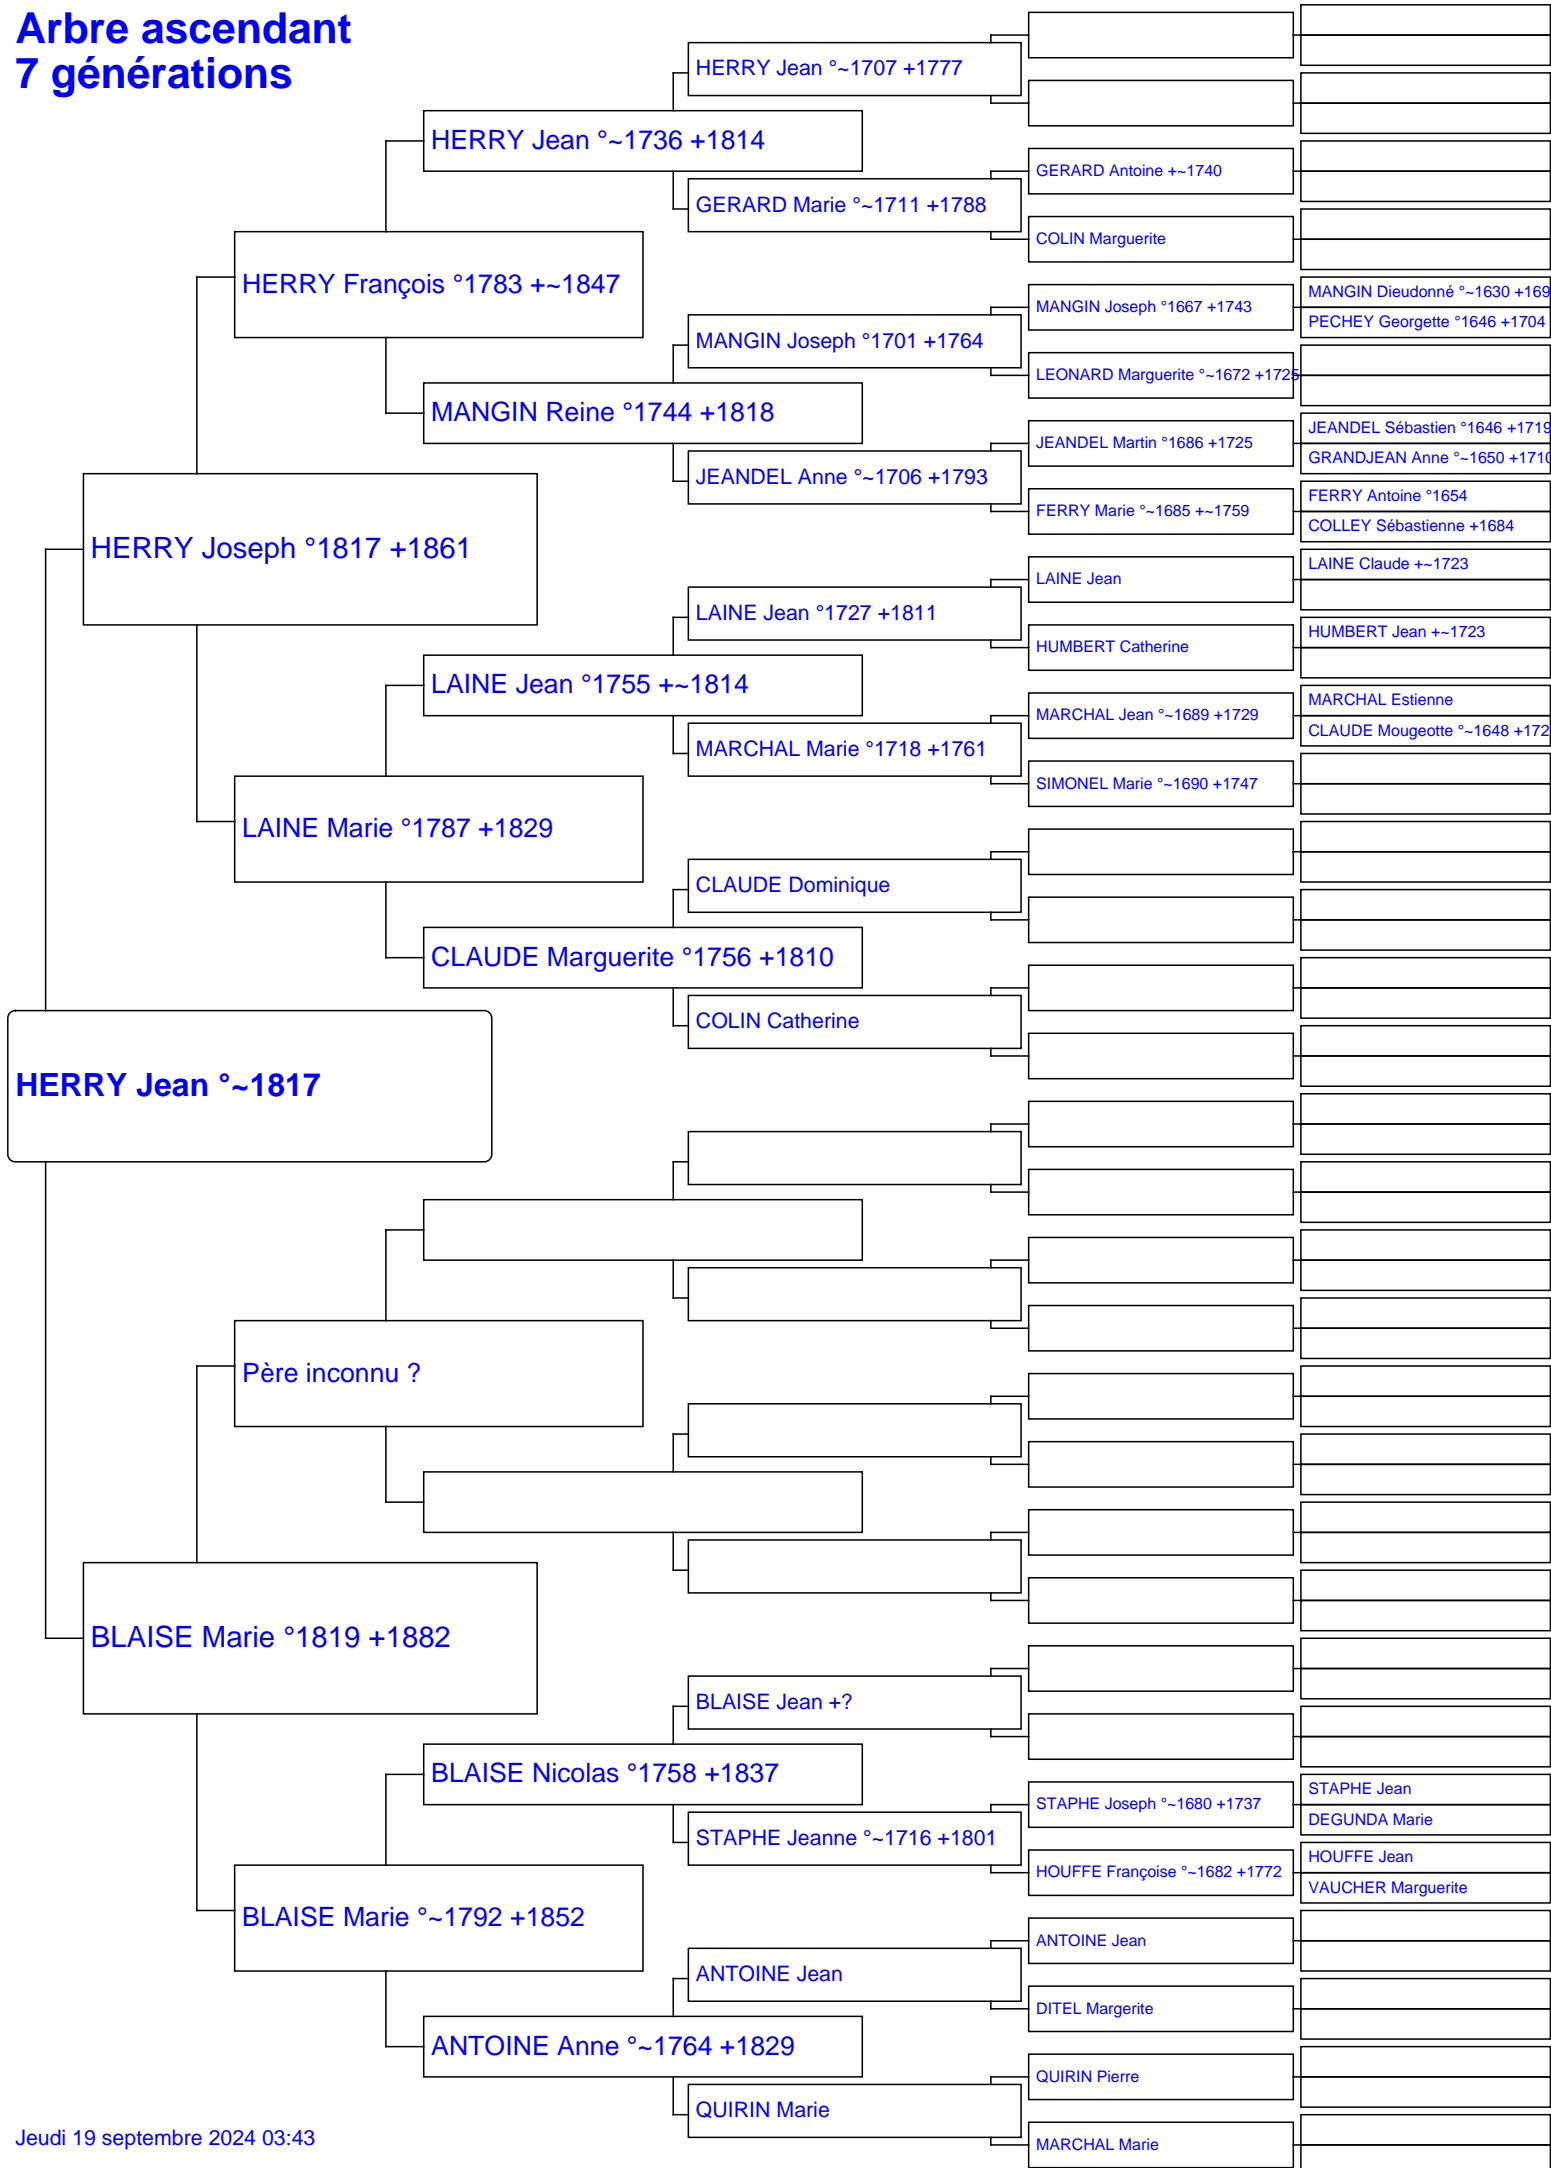 Arbre ascendant
7 générations
HERRY Jean °~1707 +1777
HERRY Jean °~1736 +1814
GERARD Antoine +~1740
GERARD Marie °~1711 +1788
COLIN Marguerite
HERRY François °1783 +~1847
MANGIN Dieudonné °~1630 +169
MANGIN Joseph °1667 +1743
PECHEY Georgette °1646 +1704
MANGIN Joseph °1701 +1764
LEONARD Marguerite °~1672 +1725
MANGIN Reine °1744 +1818
JEANDEL Sébastien °1646 +1719
JEANDEL Martin °1686 +1725
GRANDJEAN Anne °~1650 +1710
JEANDEL Anne °~1706 +1793
FERRY Antoine °1654
FERRY Marie °~1685 +~1759
COLLEY Sébastienne +1684
HERRY Joseph °1817 +1861
LAINE Claude +~1723
LAINE Jean
LAINE Jean °1727 +1811
HUMBERT Jean +~1723
HUMBERT Catherine
LAINE Jean °1755 +~1814
MARCHAL Estienne
MARCHAL Jean °~1689 +1729
CLAUDE Mougeotte °~1648 +172
MARCHAL Marie °1718 +1761
SIMONEL Marie °~1690 +1747
LAINE Marie °1787 +1829
CLAUDE Dominique
CLAUDE Marguerite °1756 +1810
COLIN Catherine
HERRY Jean °~1817
Père inconnu ?
BLAISE Marie °1819 +1882
BLAISE Jean +?
BLAISE Nicolas °1758 +1837
STAPHE Jean
STAPHE Joseph °~1680 +1737
DEGUNDA Marie
STAPHE Jeanne °~1716 +1801
HOUFFE Jean
HOUFFE Françoise °~1682 +1772
VAUCHER Marguerite
BLAISE Marie °~1792 +1852
ANTOINE Jean
ANTOINE Jean
DITEL Margerite
ANTOINE Anne °~1764 +1829
QUIRIN Pierre
QUIRIN Marie
MARCHAL Marie
Jeudi 19 septembre 2024 03:43